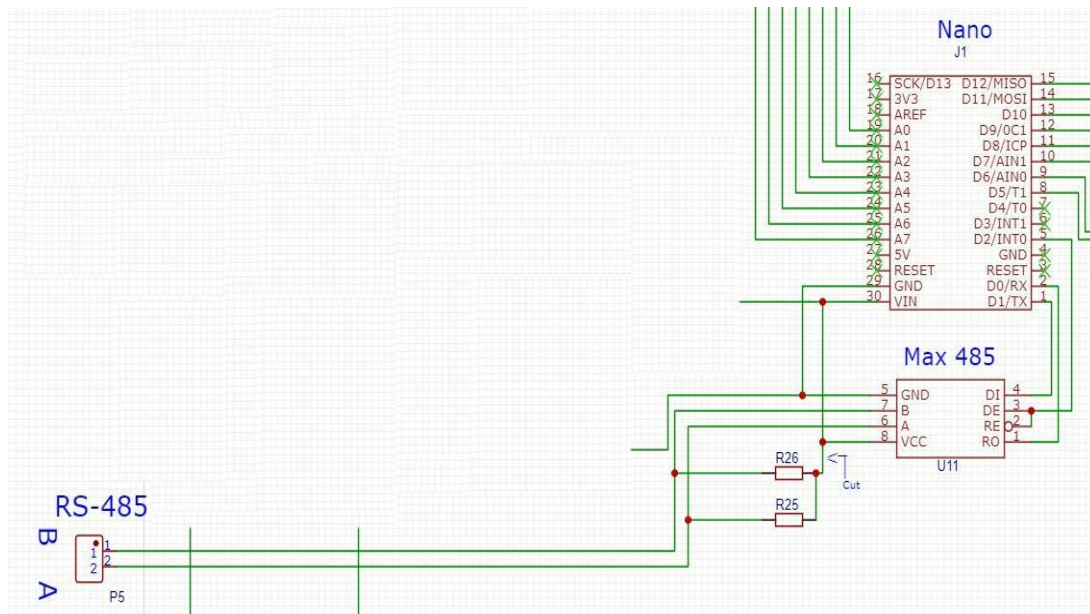 Nano
J1
16 SCK/D13 D12/MISO 15
17 3V3 D11/MOSI 14
18 AREF D10 13
19 A0 D9/0C1 12
20 A1 D8/ICP 11
21 A2 D7/AIN1 10
22 A3 D6/AIN0 9
23 A4 D5/T1 8
24 A5 D4/T0 7
25 A6 D3/INT1 6
26 A7 D2/INT0 5
27 5V GND 4
28 RESET RESET 3
29 GND D0/RX 2
30 VIN D1/TX 1
Max 485
5 GND DI 4
7 B DE 3
6 A RE 2
8 VCC RO 1
U11
R26
Cut
R25
RS-485
B
1 1
2 2
A
P5